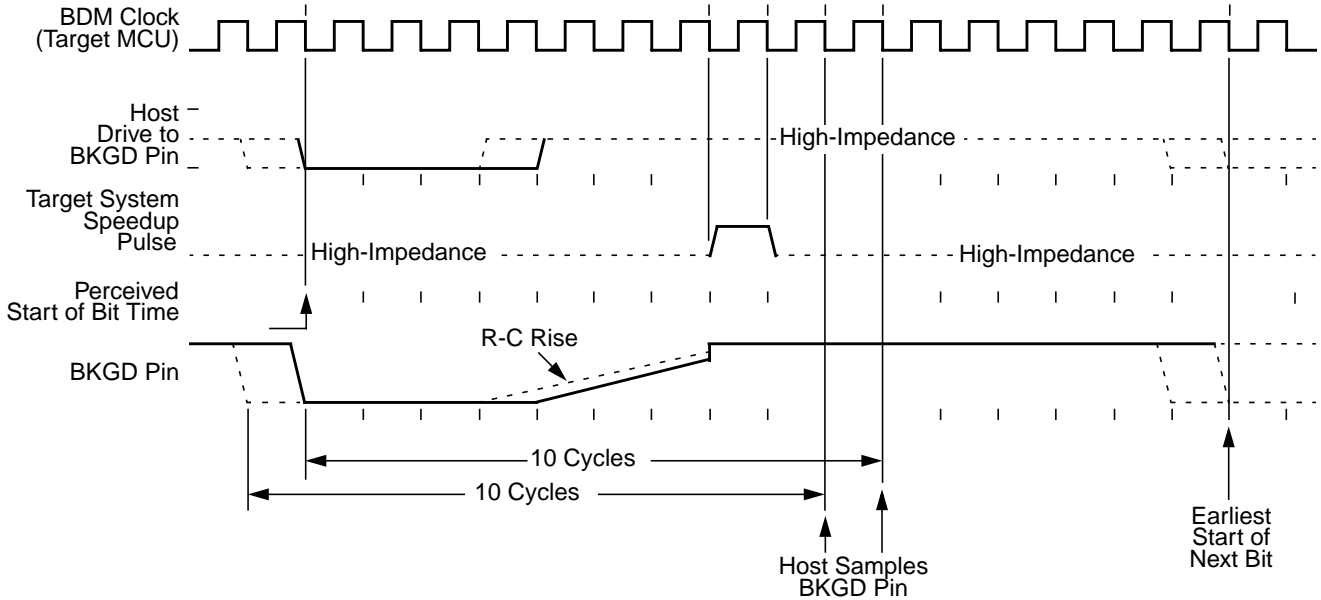 BDM Clock
(Target MCU)
Host
Drive to
BKGD Pin
High-Impedance
Target System
Speedup
Pulse
High-Impedance
High-Impedance
Perceived
Start of Bit Time
R-C Rise
BKGD Pin
10 Cycles
10 Cycles
Earliest
Start of
Next Bit
Host Samples
BKGD Pin